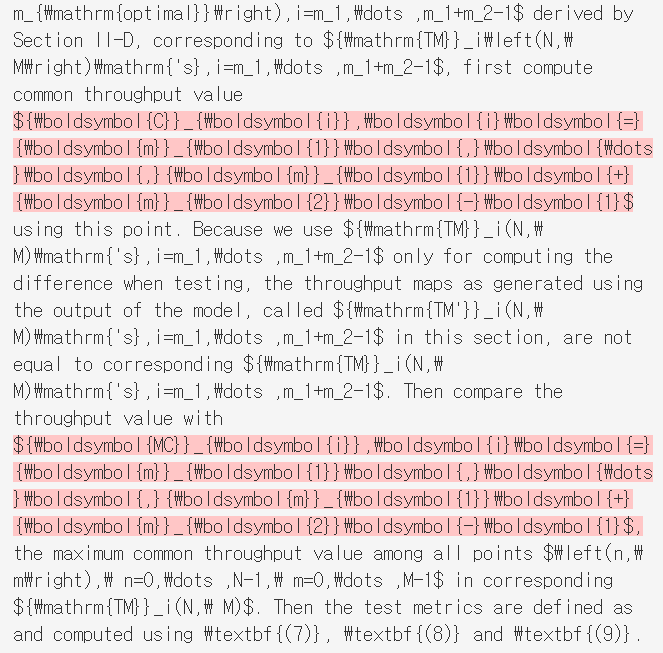 m_{₩mathrm{optimal}}₩right),i=m_1,₩dots ,m_1+m_2-1$ derived by
Section II-D, corresponding to ${₩mathrm{TM}}_i₩left(N,₩
M₩right)₩mathrm{'s},i=m_1,₩dots ,m_1+m_2-1$, first compute
common throughput value
${₩boldsymbol{C}}_{₩boldsymbol{i}},₩boldsymbol{i}₩boldsymbol{=}
{₩boldsymbol{m}}_{₩boldsymbol{1}}₩boldsymbol{,}₩boldsymbol{₩dots
}₩boldsymbol{,}{₩boldsymbol{m}}_{₩boldsymbol{1}}₩boldsymbol{+}
{₩boldsymbol{m}}_{₩boldsymbol{2}}₩boldsymbol{-}₩boldsymbol{1}$
using this point. Because we use ${₩mathrm{TM}}_i(N,₩
M)₩mathrm{'s},i=m_1,₩dots ,m_1+m_2-1$ only for computing the
difference when testing, the throughput maps as generated using
the output of the model, called ${₩mathrm{TM'}}_i(N,₩
M)₩mathrm{'s},i=m_1,₩dots ,m_1+m_2-1$ in this section, are not
equal to corresponding ${₩mathrm{TM}}_i(N,₩
M)₩mathrm{'s},i=m_1,₩dots ,m_1+m_2-1$. Then compare the
throughput value with
${₩boldsymbol{MC}}_{₩boldsymbol{i}},₩boldsymbol{i}₩boldsymbol{=}
{₩boldsymbol{m}}_{₩boldsymbol{1}}₩boldsymbol{,}₩boldsymbol{₩dots
}₩boldsymbol{,}{₩boldsymbol{m}}_{₩boldsymbol{1}}₩boldsymbol{+}
{₩boldsymbol{m}}_{₩boldsymbol{2}}₩boldsymbol{-}₩boldsymbol{1}$,
the maximum common throughput value among all points $₩left(n,₩
m₩right),₩ n=0,₩dots ,N-1,₩ m=0,₩dots ,M-1$ in corresponding
${₩mathrm{TM}}_i(N,₩ M)$. Then the test metrics are defined as
and computed using ₩textbf{(7)}, ₩textbf{(8)} and ₩textbf{(9)}.